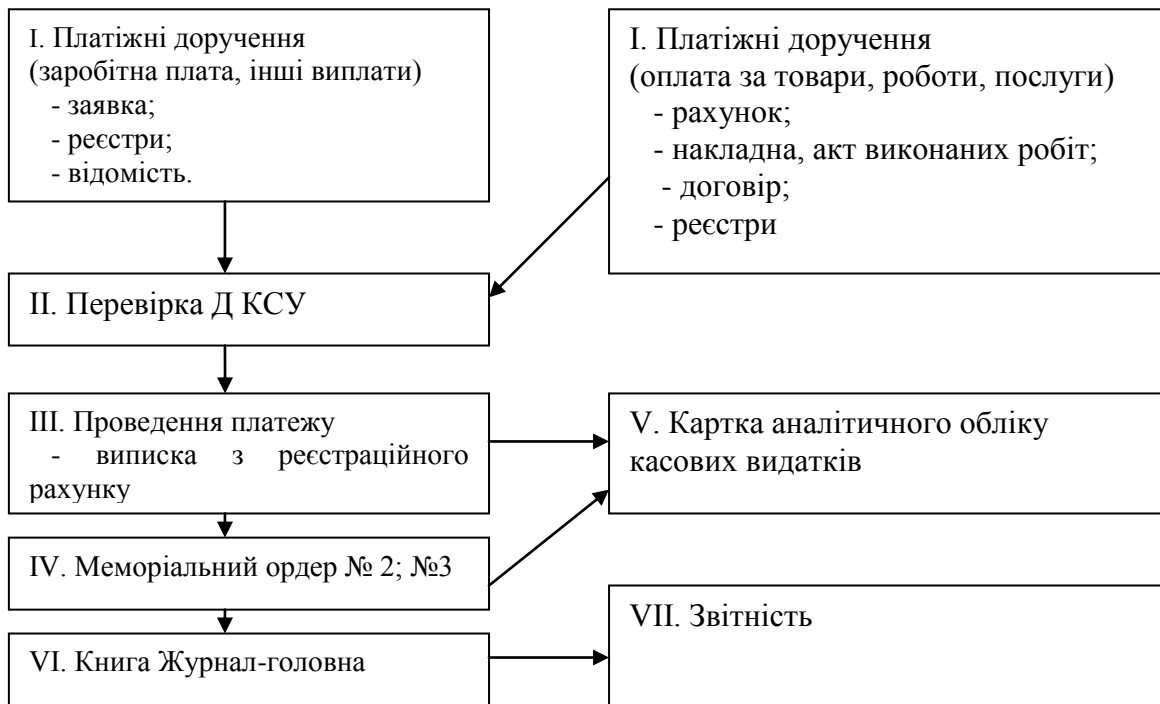 I. Платіжні доручення
(заробітна плата, інші виплати)
- заявка;
- реєстри;
- відомість.
I. Платіжні доручення
(оплата за товари, роботи, послуги)
- рахунок;
- накладна, акт виконаних робіт;
- договір;
- реєстри
II. Перевірка Д КСУ
III. Проведення платежу
- виписка з реєстраційного
рахунку
V. Картка аналітичного обліку
касових видатків
IV. Меморіальний ордер № 2; №3
VII. Звітність
VI. Книга Журнал-головна